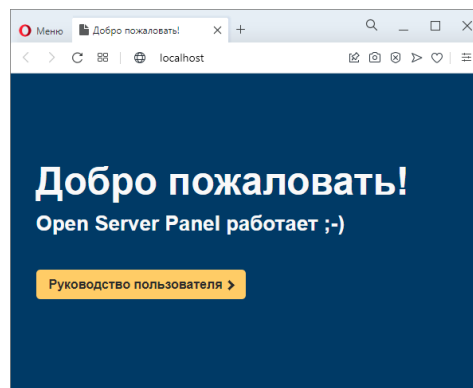 Меню
Добро пожаловать!
localhost
Добро пожаловать!
Open Server Panel работает ;-)
Руководство пользователя